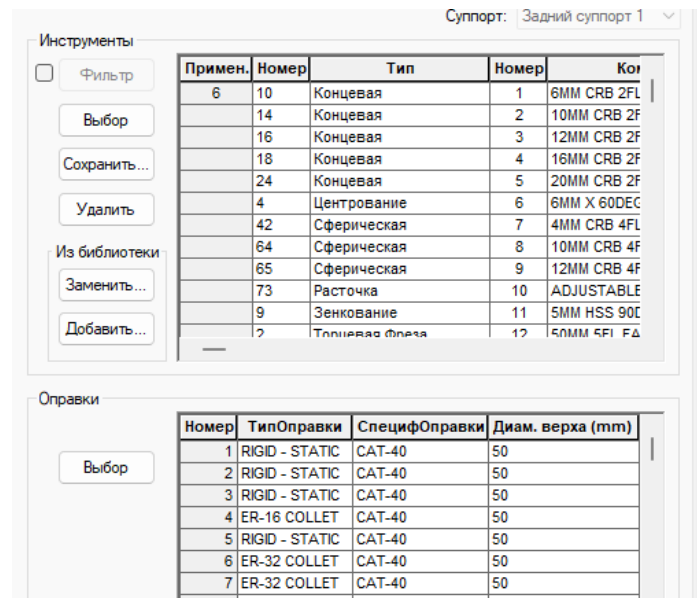 Суппорт: Задний суппорт 1
Инструменты
Фильтр
Выбор
Сохранить...
Удалить
Из библиотеки
Заменить...
Добавить...
Примен. Номер Тип Номер
6 10 Концевая 1 6MM CRB 2FL
14 Концевая 2 10MM CRB 2F
16 Концевая 3 12MM CRB 2F
18 Концевая 4 16MM CRB 2F
24 Концевая 5 20MM CRB 2F
4 Центрование 6 6MM X 60DEG
42 Сферическая 7 4MM CRB 4FL
64 Сферическая 8 10MM CRB 4F
65 Сферическая 9 12MM CRB 4F
73 Расточка 10 ADJUSTABLE
9 Зенкование 11 5MM HSS 90D
2 Торцевая Фреза 12 50MM 5FL FA
Оправки
Выбор
Номер ТипОправки СпецифОправки Диам. верха (mm)
1 RIGID - STATIC CAT-40 50
2 RIGID - STATIC CAT-40 50
3 RIGID - STATIC CAT-40 50
4 ER-16 COLLET CAT-40 50
5 RIGID - STATIC CAT-40 50
6 ER-32 COLLET CAT-40 50
7 ER-32 COLLET CAT-40 50